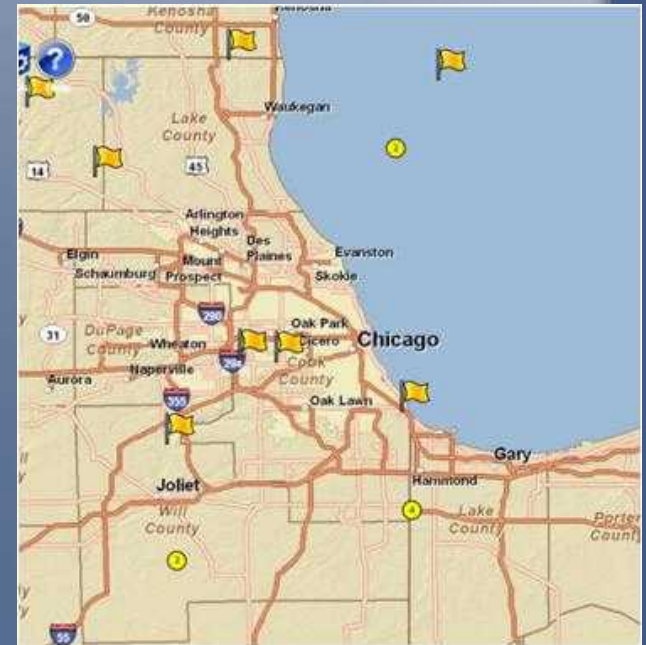 Kenosha
County
Kenosha
50
?
Waukegan
Lake
County
14
45
Arlington
Heights
Des
Plaines
Evanston
Elgin
Mount
Prospect
Schaumburg
Skokie
290
31
DuPage
County
Oak Park
Cicero
Chicago
Wheaton
Cook
County
Naperville
Aurora
355
Oak Lawn
Gary
Joliet
Hammond
Will
County
4
Lake
County
Porter
County
2
55